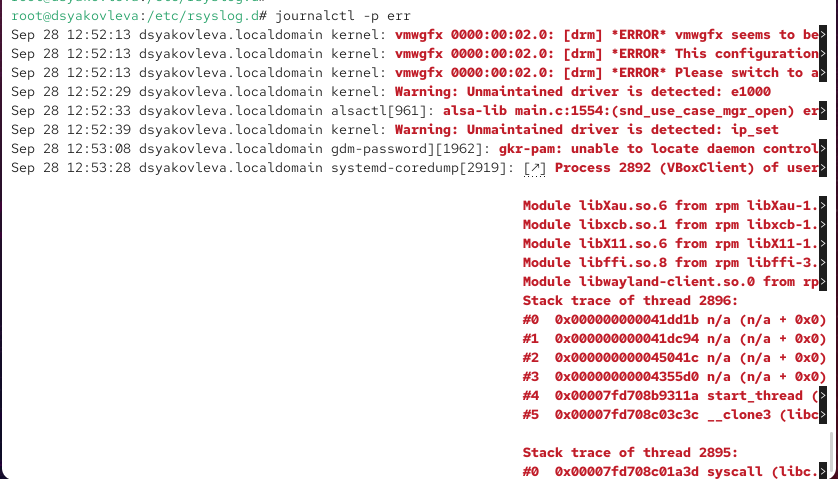 root@dsyakovleva:/etc/rsyslog.d#
root@dsyakovleva:/etc/rsyslog.d# journalctl -p err
Sep 28 12:52:13 dsyakovleva.localdomain kernel: vmwgfx 0000:00:02.0: [drm] *ERROR* vmwgfx seems to be>
Sep 28 12:52:13 dsyakovleva.localdomain kernel: vmwgfx 0000:00:02.0: [drm] *ERROR* This configuration>
Sep 28 12:52:13 dsyakovleva.localdomain kernel: vmwgfx 0000:00:02.0: [drm] *ERROR* Please switch to a>
Sep 28 12:52:29 dsyakovleva.localdomain kernel: Warning: Unmaintained driver is detected: e1000
Sep 28 12:52:33 dsyakovleva.localdomain alsactl[961]: alsa-lib main.c:1554:(snd_use_case_mgr_open) er>
Sep 28 12:52:39 dsyakovleva.localdomain kernel: Warning: Unmaintained driver is detected: ip_set
Sep 28 12:53:08 dsyakovleva.localdomain gdm-password][1962]: gkr-pam: unable to locate daemon control>
Sep 28 12:53:28 dsyakovleva.localdomain systemd-coredump[2919]: [↗] Process 2892 (VBoxClient) of user>
Module libXau.so.6 from rpm libXau-1.>
Module libxcb.so.1 from rpm libxcb-1.>
Module libX11.so.6 from rpm libX11-1.>
Module libffi.so.8 from rpm libffi-3.>
Module libwayland-client.so.0 from rp>
Stack trace of thread 2896:
#0  0x000000000041dd1b n/a (n/a + 0x0)
#1  0x000000000041dc94 n/a (n/a + 0x0)
#2  0x000000000045041c n/a (n/a + 0x0)
#3  0x00000000004355d0 n/a (n/a + 0x0)
#4  0x00007fd708b9311a start_thread (>
#5  0x00007fd708c03c3c __clone3 (libc>
Stack trace of thread 2895:
#0  0x00007fd708c01a3d syscall (libc.>